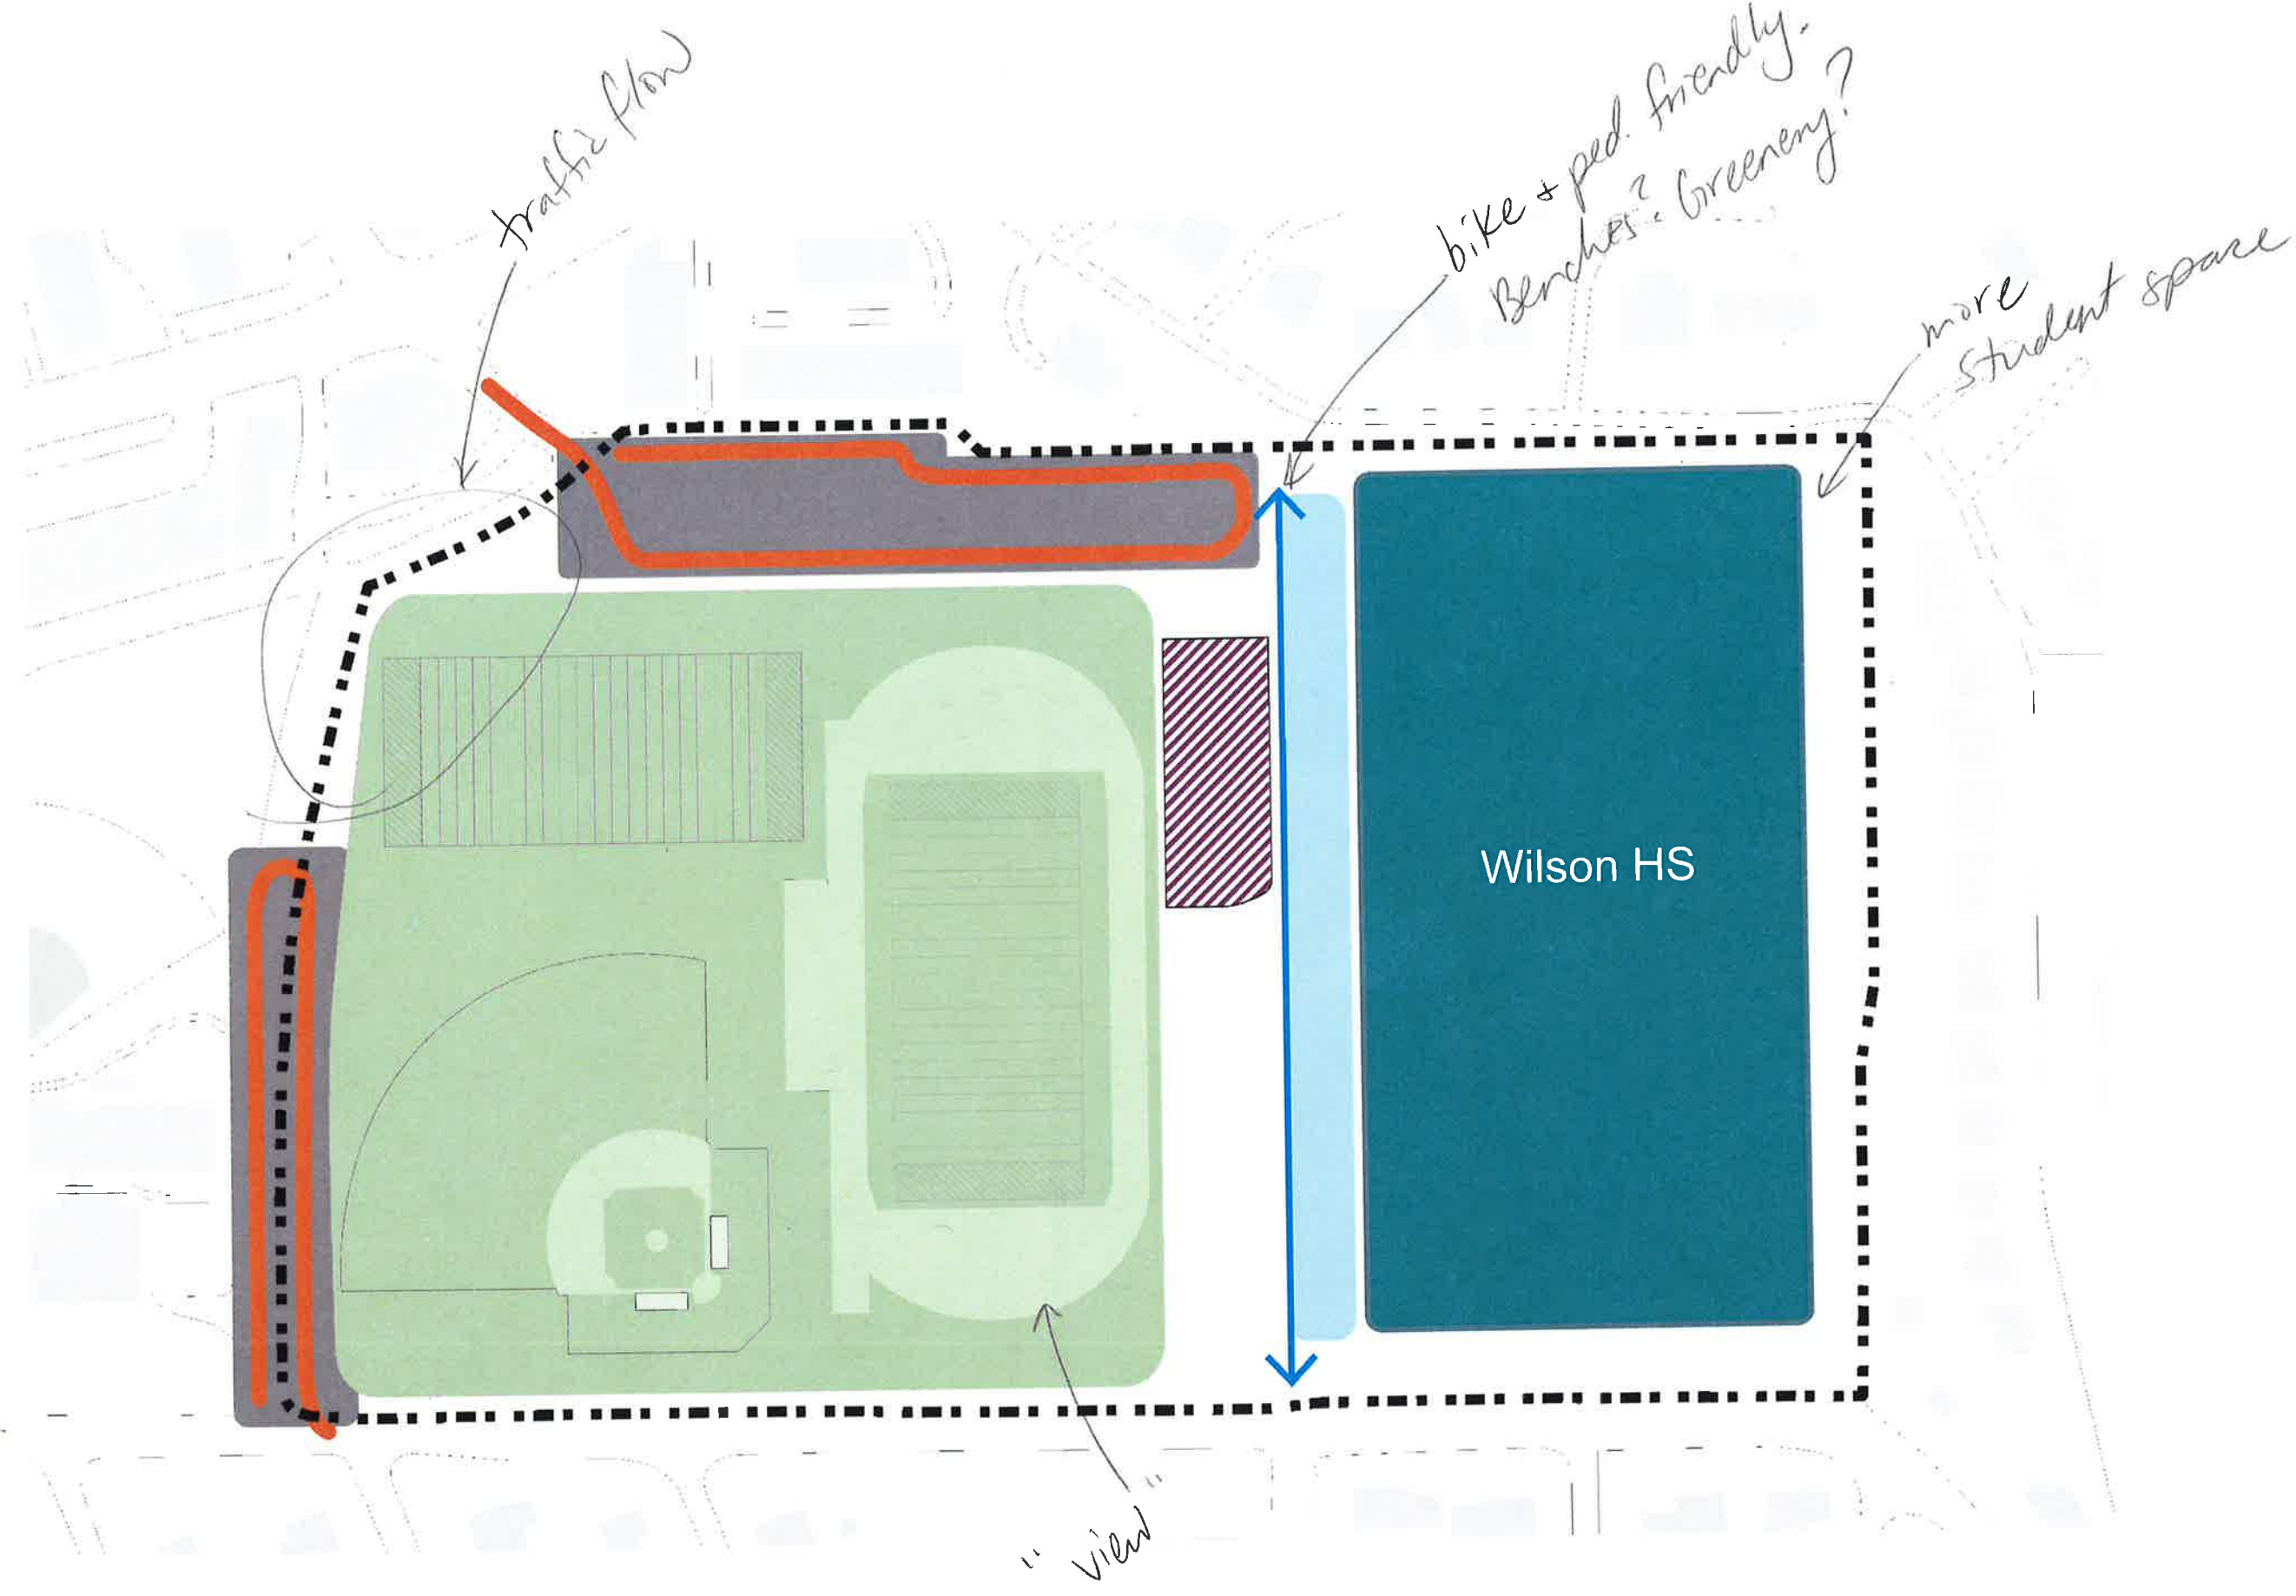 traffic flow
bike + ped. friendly.
Benches? Greenery?
more
student space
Wilson HS
"view"